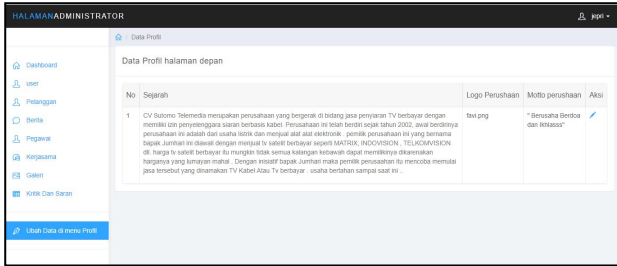 HALAMANADMINISTRATOR
jepri
/ Data Profil
Dashboard
user
Pelanggan
Berita
Pegawai
Kerjasama
Galeri
Kritik Dan Saran
Ubah Data di menu Profil
Data Profil halaman depan
No Sejarah Logo Perushaan Motto perushaan Aksi
1 CV Sutomo Telemedia merupakan perusahaan yang bergerak di bidang jasa penyiaran TV berbayar dengan
memiliki izin penyelenggara siaran berbasis kabel. Perusahaan ini telah berdiri sejak tahun 2002, awal berdirinya
perusahaan ini adalah dari usaha listrik dan menjual alat alat elektronik . pemilik perusahaan ini yang bernama
bapak Jumhari ini diawali dengan menjual tv satelit berbayar seperti MATRIX, INDOVISION , TELKOMVISION
dll. harga tv satelit berbayar itu mungkin tidak semua kalangan kebawah dapat memilikinya dikarenakan
harganya yang lumayan mahal . Dengan inisiatif bapak Jumhari maka pemilik perusahaan itu mencoba memulai
jasa tersebut yang dinamakan TV Kabel Atau Tv berbayar . usaha bertahan sampai saat ini ..
favi.png
" Berusaha Berdoa
dan Ikhlasss"